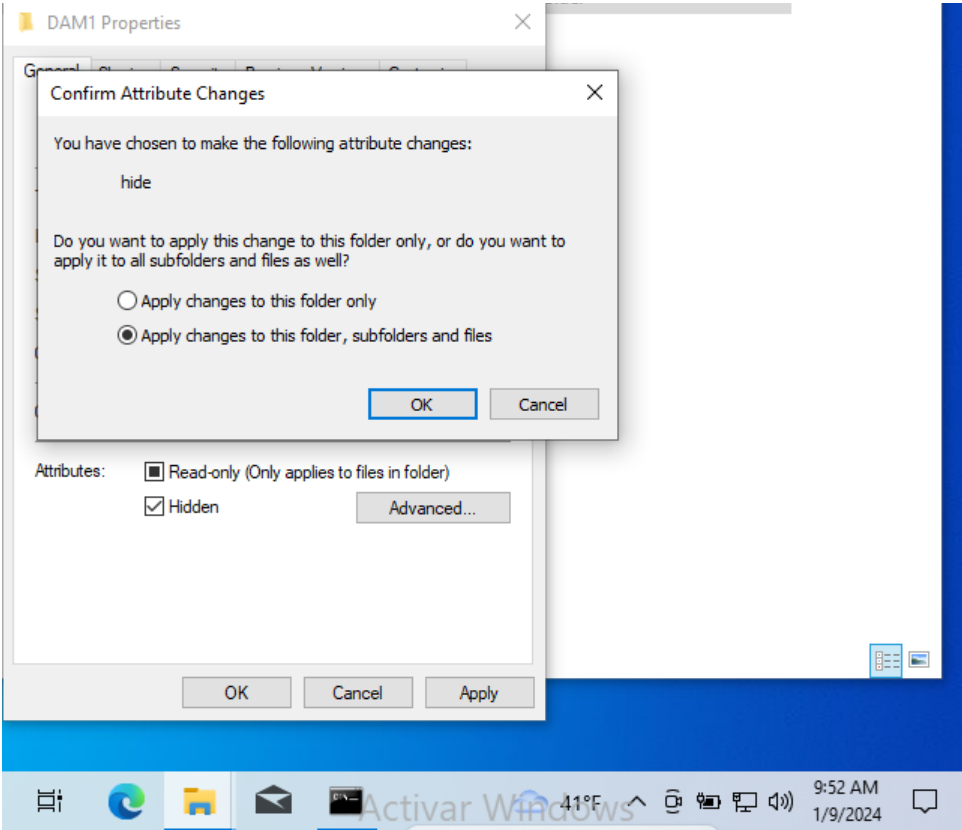 DAM1 Properties
General
Confirm Attribute Changes
You have chosen to make the following attribute changes:
hide
Do you want to apply this change to this folder only, or do you want to
apply it to all subfolders and files as well?
Apply changes to this folder only
Apply changes to this folder, subfolders and files
OK
Cancel
Attributes:
Read-only (Only applies to files in folder)
Hidden
Advanced...
OK
Cancel
Apply
Activar Windows
41°F
9:52 AM
1/9/2024